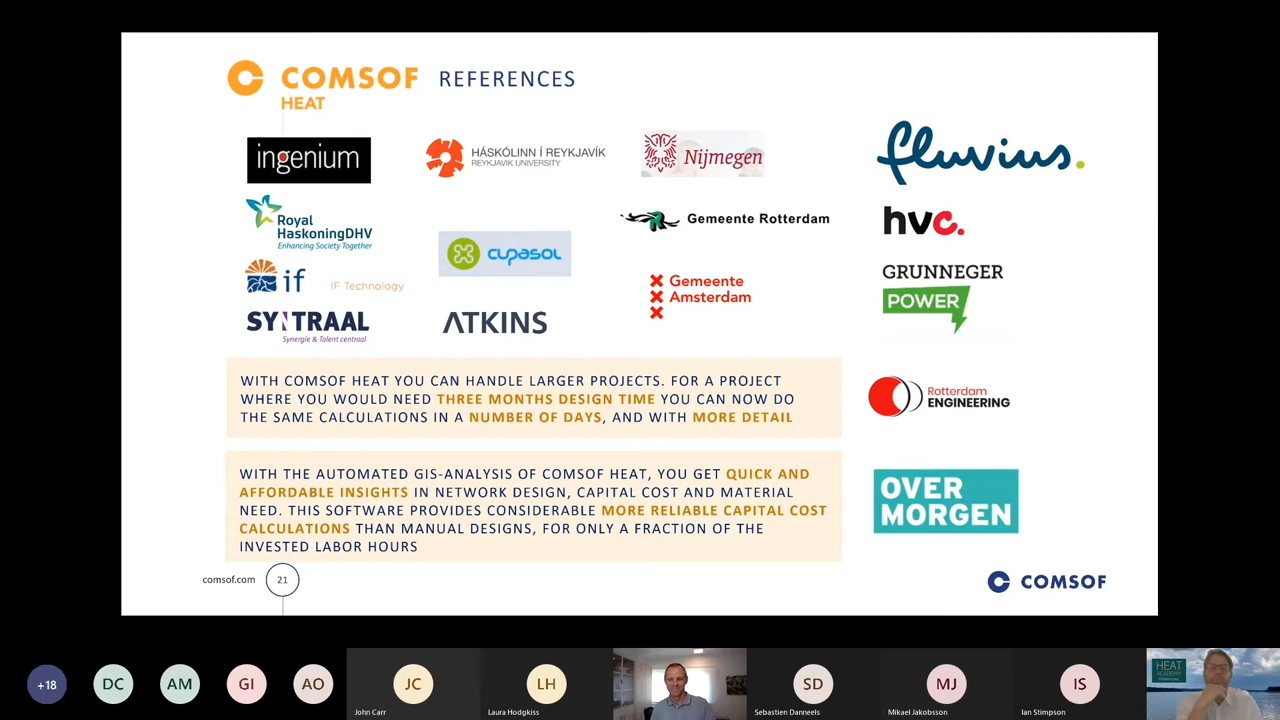 COMSOF REFERENCES
HEAT
ingenium
HÁSKÓLINN Í REYKJAVÍK
REYKJAVIK UNIVERSITY
Nijmegen
fluvius.
Royal
HaskoningDHV
Enhancing Society Together
Gemeente Rotterdam
hvc.
cupasol
if IF Technology
Gemeente
Amsterdam
GRUNNEGER
POWER
SYNTRAAL
Synergie & Talent centraal
ATKINS
WITH COMSOF HEAT YOU CAN HANDLE LARGER PROJECTS. FOR A PROJECT
WHERE YOU WOULD NEED THREE MONTHS DESIGN TIME YOU CAN NOW DO
THE SAME CALCULATIONS IN A NUMBER OF DAYS, AND WITH MORE DETAIL
Rotterdam
ENGINEERING
WITH THE AUTOMATED GIS-ANALYSIS OF COMSOF HEAT, YOU GET QUICK AND
AFFORDABLE INSIGHTS IN NETWORK DESIGN, CAPITAL COST AND MATERIAL
NEED. THIS SOFTWARE PROVIDES CONSIDERABLE MORE RELIABLE CAPITAL COST
CALCULATIONS THAN MANUAL DESIGNS, FOR ONLY A FRACTION OF THE
INVESTED LABOR HOURS
OVER
MORGEN
comsof.com 21
COMSOF
+18 DC AM GI AO JC LH SD MJ IS
HEAT
ACADEMY
INTERNATIONAL
John Carr Laura Hodgkiss Sebastien Danneels Mikael Jakobsson Ian Stimpson